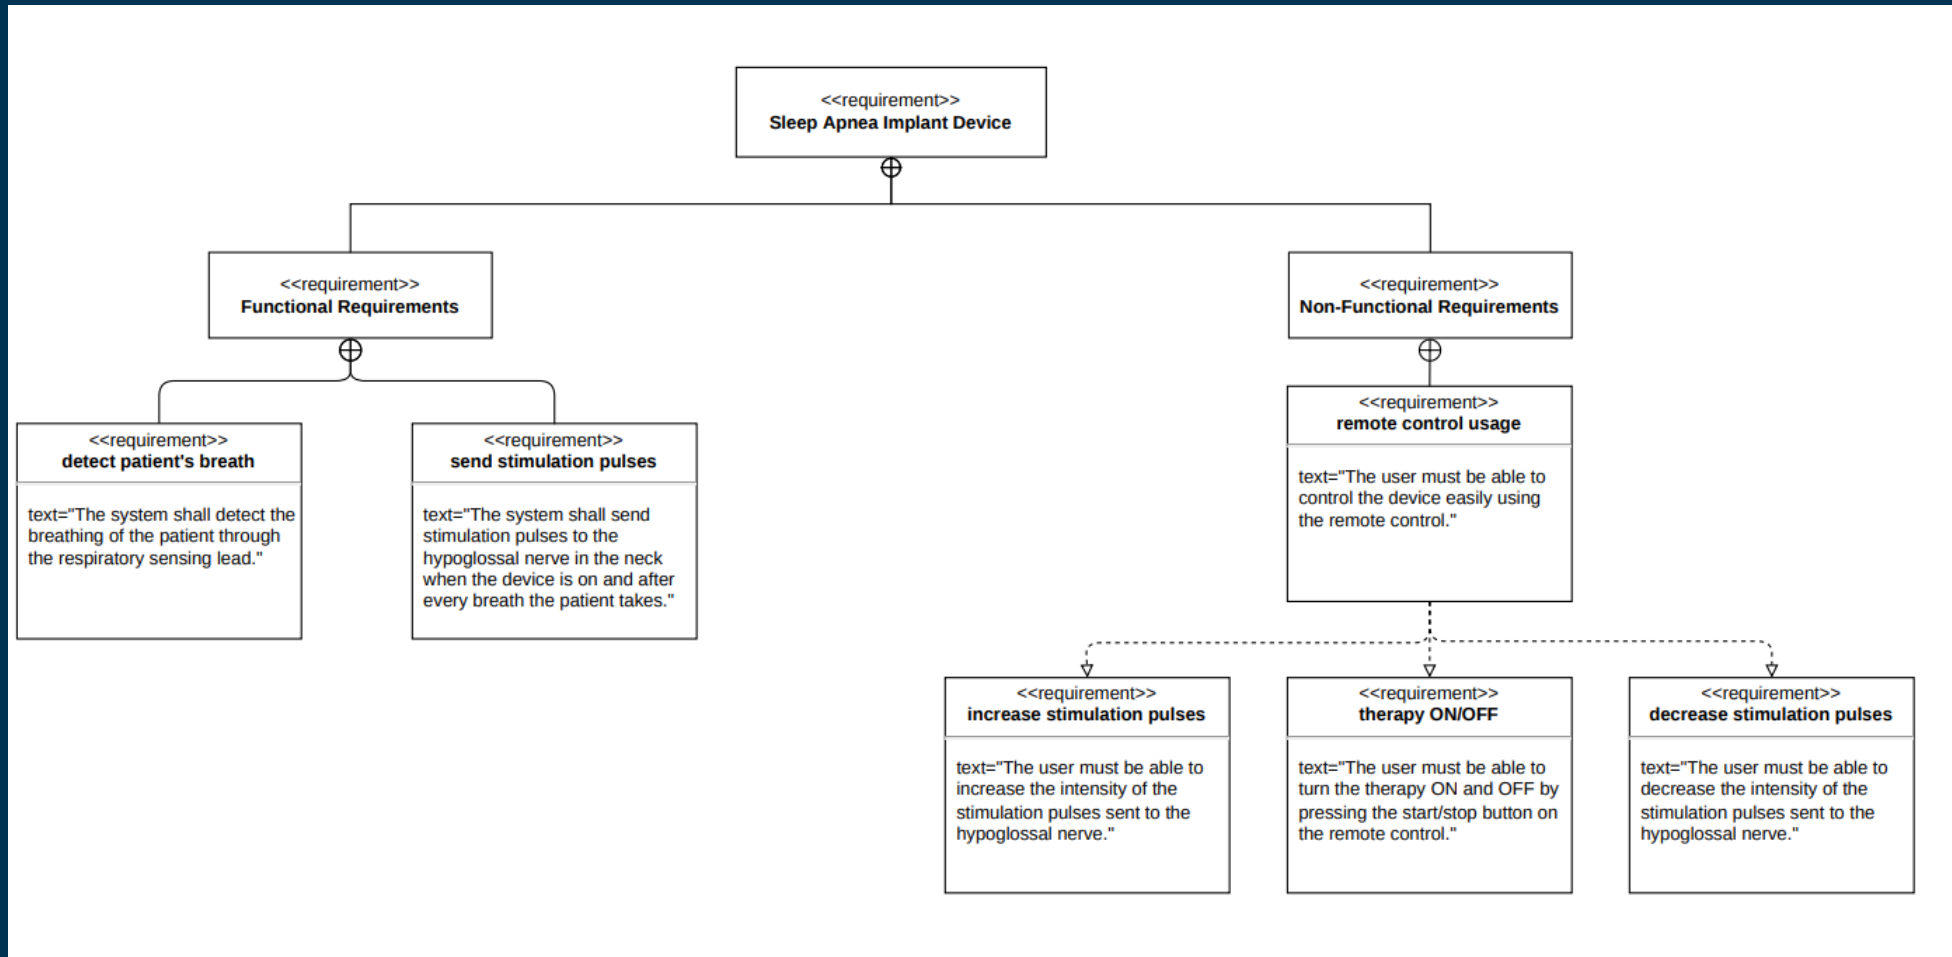 <<requirement>>
Sleep Apnea Implant Device
<<requirement>>
Functional Requirements
<<requirement>>
Non-Functional Requirements
<<requirement>>
detect patient's breath
text="The system shall detect the
breathing of the patient through
the respiratory sensing lead."
<<requirement>>
send stimulation pulses
text="The system shall send
stimulation pulses to the
hypoglossal nerve in the neck
when the device is on and after
every breath the patient takes."
<<requirement>>
remote control usage
text="The user must be able to
control the device easily using
the remote control."
<<requirement>>
increase stimulation pulses
text="The user must be able to
increase the intensity of the
stimulation pulses sent to the
hypoglossal nerve."
<<requirement>>
therapy ON/OFF
text="The user must be able to
turn the therapy ON and OFF by
pressing the start/stop button on
the remote control."
<<requirement>>
decrease stimulation pulses
text="The user must be able to
decrease the intensity of the
stimulation pulses sent to the
hypoglossal nerve."